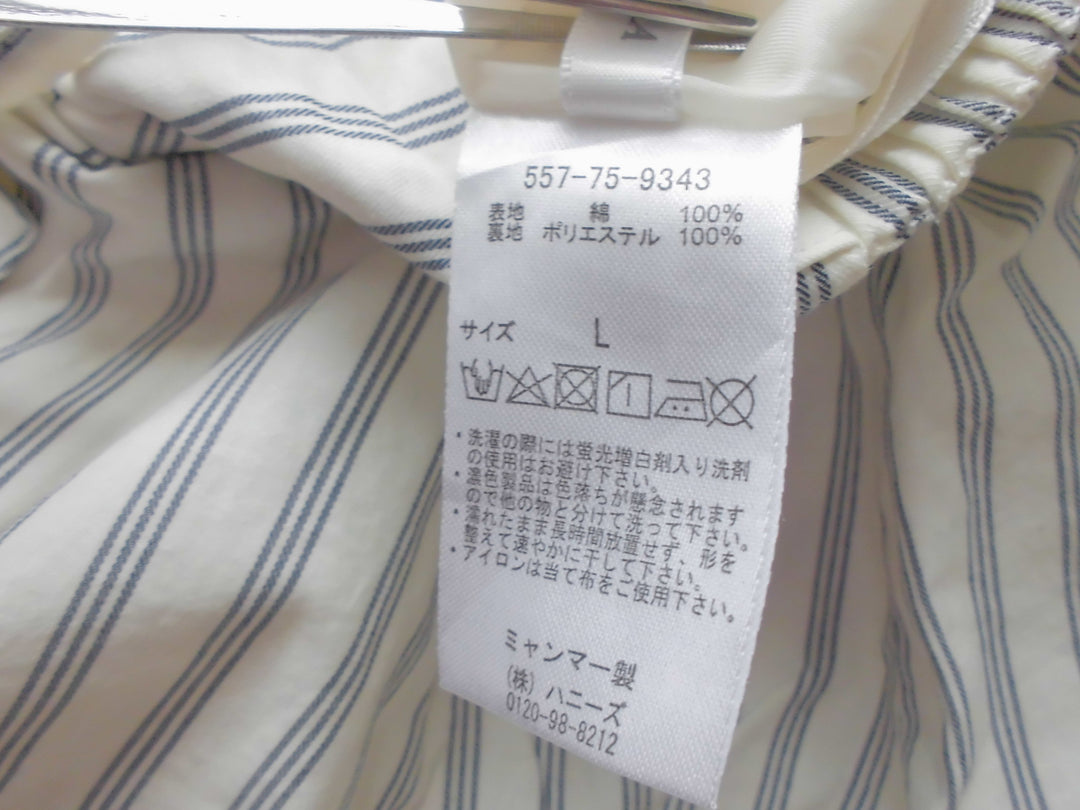 557-75-9343
表地 綿 100%
裏地 ポリエステル 100%
サイズ L
・洗濯の際には蛍光増白剤入り洗剤
の使用はお避け下さい。
・濃色製品は色落ちが懸念されます
ので他の物と分けて洗って下さい。
・濡れたまま長時間放置せず、形を
整えて速やかに干して下さい。
・アイロンは当て布をご使用下さい。
ミャンマー製
(株) ハニーズ
0120-98-8212